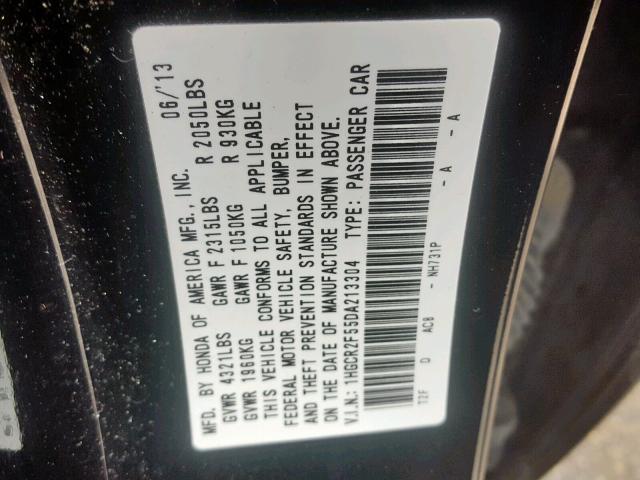 MFD. BY HONDA OF AMERICA MFG., INC. 06/'13
GVWR 4321LBS GAWR F 2315LBS R 2050LBS
GVWR 1960KG GAWR F 1050KG R 930KG
THIS VEHICLE CONFORMS TO ALL APPLICABLE
FEDERAL MOTOR VEHICLE SAFETY, BUMPER,
AND THEFT PREVENTION STANDARDS IN EFFECT
ON THE DATE OF MANUFACTURE SHOWN ABOVE.
V.I.N.: 1HGCR2F55DA213304 TYPE: PASSENGER CAR
T2F D AC8 - NH731P - A - A